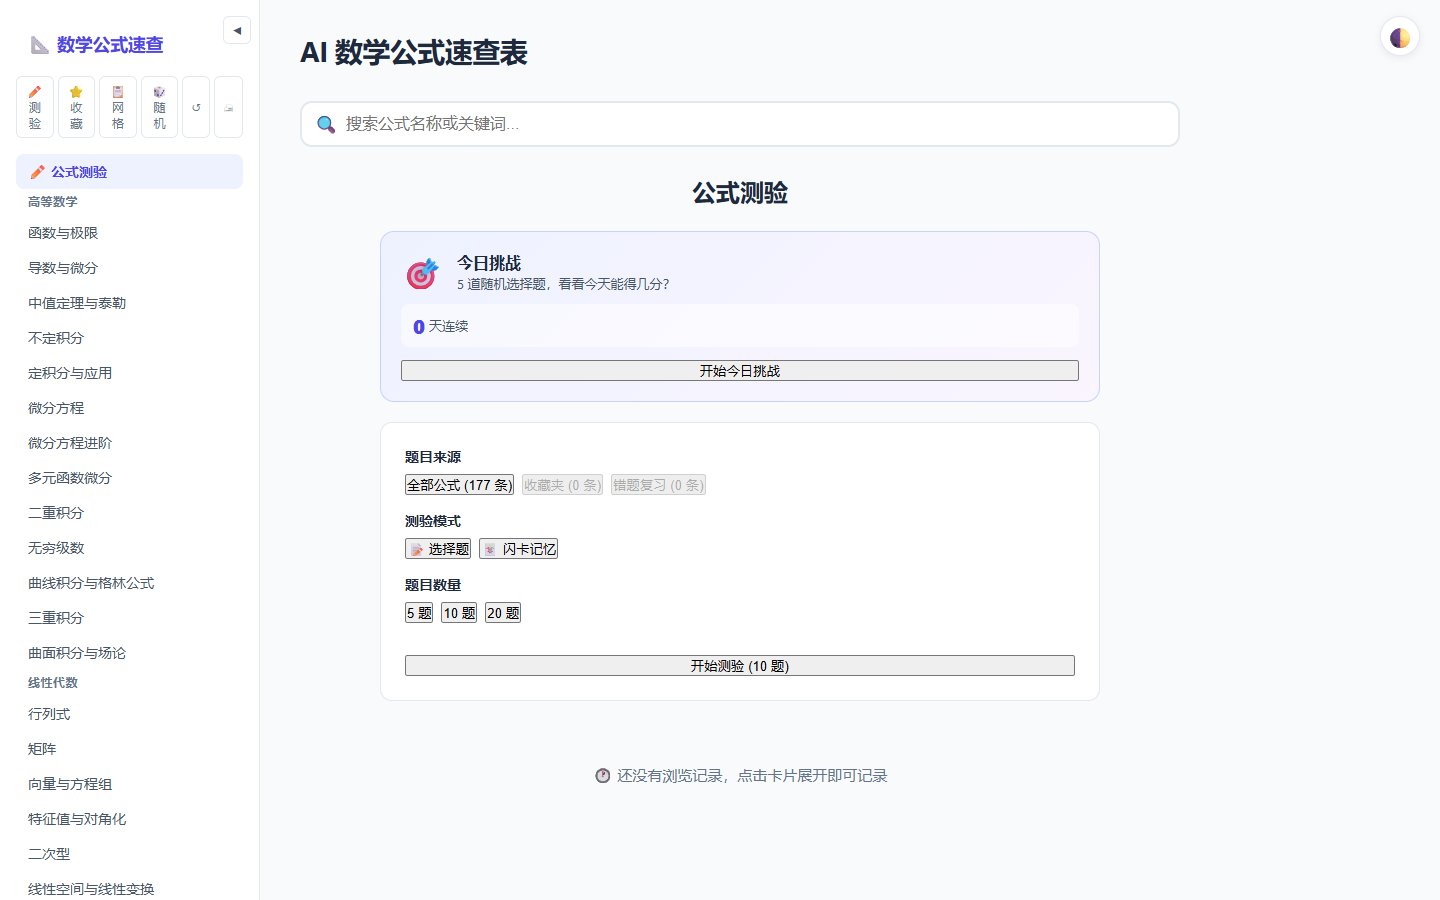 数学公式速查
◀
测验
收藏
网格
随机
↺
公式测验
高等数学
函数与极限
导数与微分
中值定理与泰勒
不定积分
定积分与应用
微分方程
微分方程进阶
多元函数微分
二重积分
无穷级数
曲线积分与格林公式
三重积分
曲面积分与场论
线性代数
行列式
矩阵
向量与方程组
特征值与对角化
二次型
线性空间与线性变换
AI 数学公式速查表
搜索公式名称或关键词...
公式测验
今日挑战
5 道随机选择题，看看今天能得几分？
0 天连续
开始今日挑战
题目来源
全部公式 (177 条) 收藏夹 (0 条) 错题复习 (0 条)
测验模式
选择题 闪卡记忆
题目数量
5 题 10 题 20 题
开始测验 (10 题)
还没有浏览记录，点击卡片展开即可记录